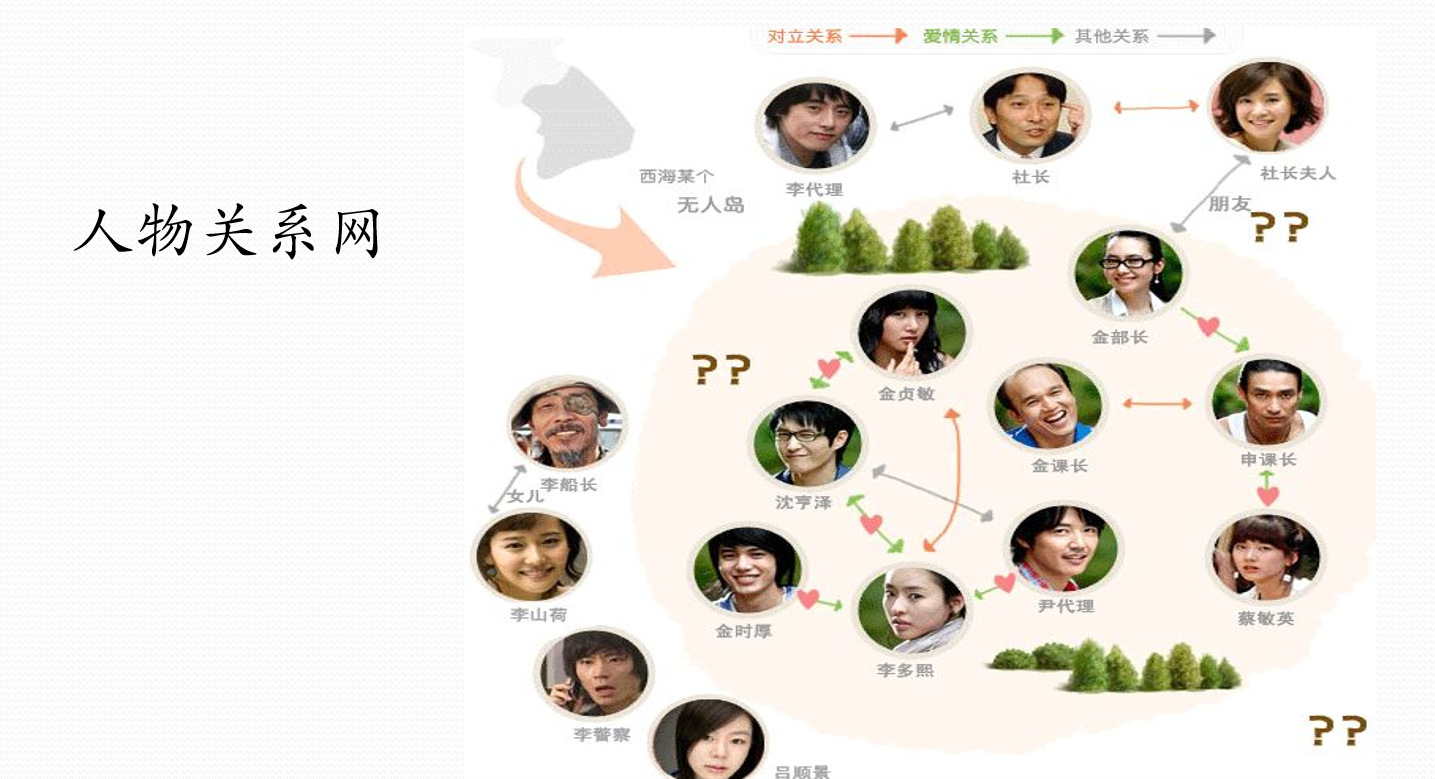 对立关系 爱情关系 其他关系
西海某个
无人岛
李代理
社长
社长夫人
朋友
??
人物关系网
金部长
??
金贞敏
金课长
申课长
李船长
女儿
沈亨泽
李山荷
金时厚
李多熙
尹代理
蔡敏英
李警察
吕顺景
??